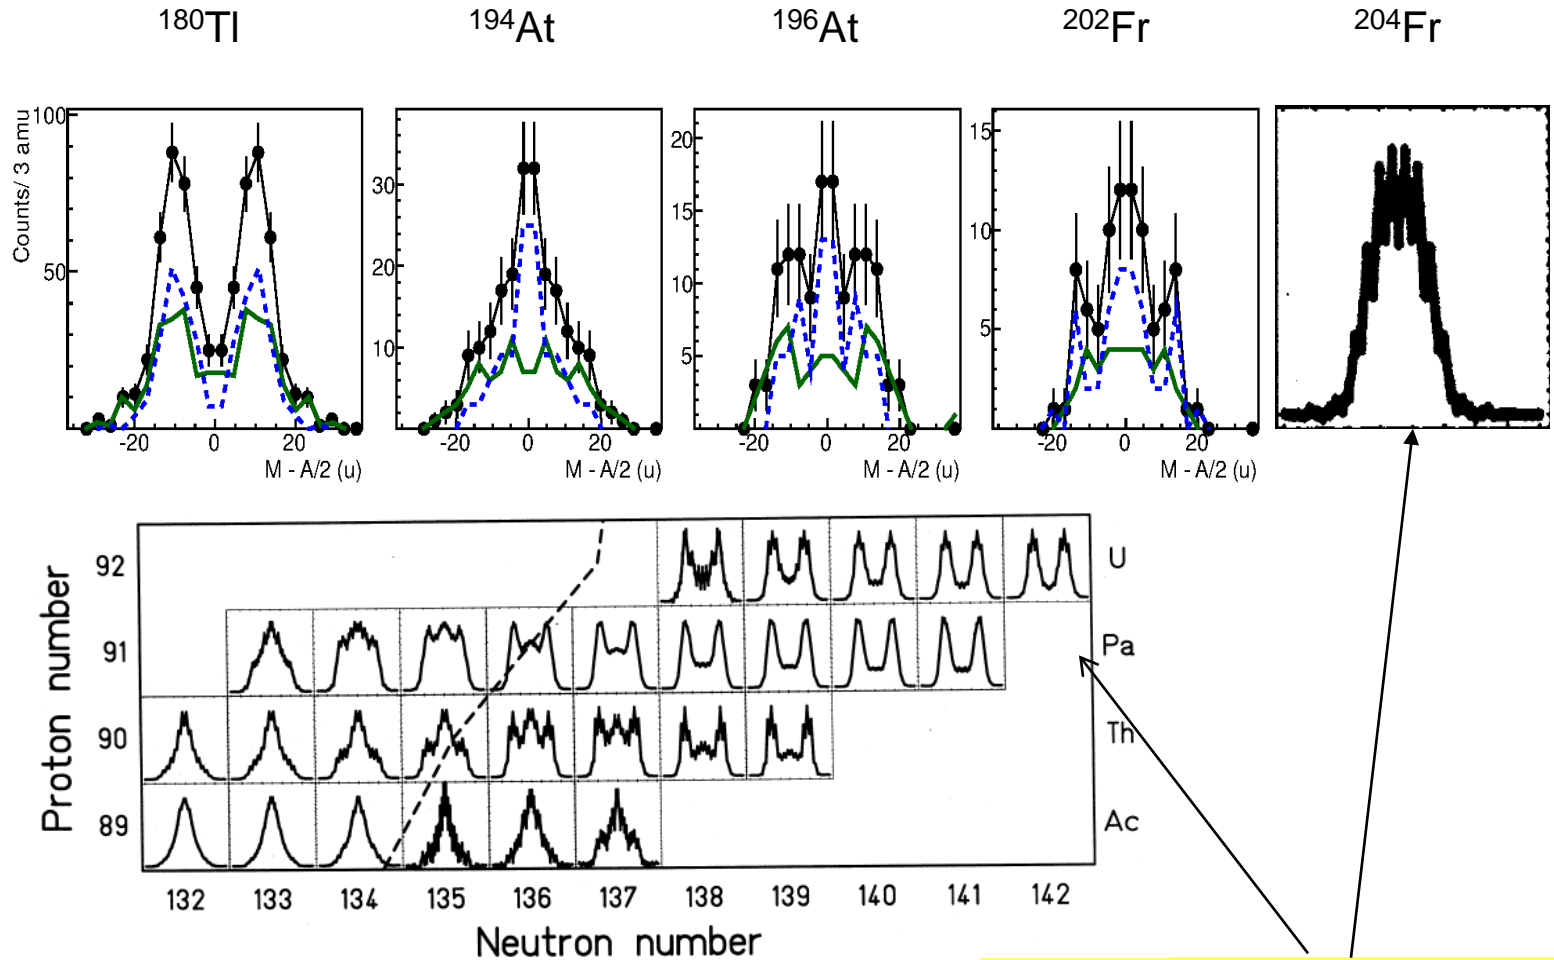 180Tl 194At 196At 202Fr 204Fr
Counts/ 3 amu
100
50
-20 0 20
M - A/2 (u)
30
20
10
-20 0 20
M - A/2 (u)
20
15
10
5
-20 0 20
M - A/2 (u)
15
10
5
-20 0 20
M - A/2 (u)
Proton number
92 U
91 Pa
90 Th
89 Ac
132 133 134 135 136 137 138 139 140 141 142
Neutron number